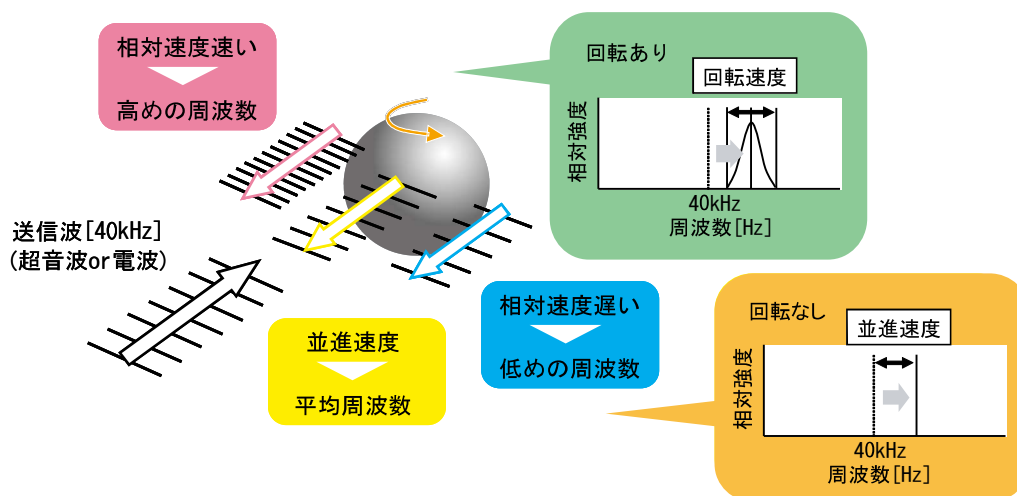 相対速度速い
高めの周波数
送信波[40kHz]
(超音波or電波)
並進速度
平均周波数
相対速度遅い
低めの周波数
回転あり
回転速度
相対強度
40kHz
周波数[Hz]
回転なし
並進速度
相対強度
40kHz
周波数[Hz]